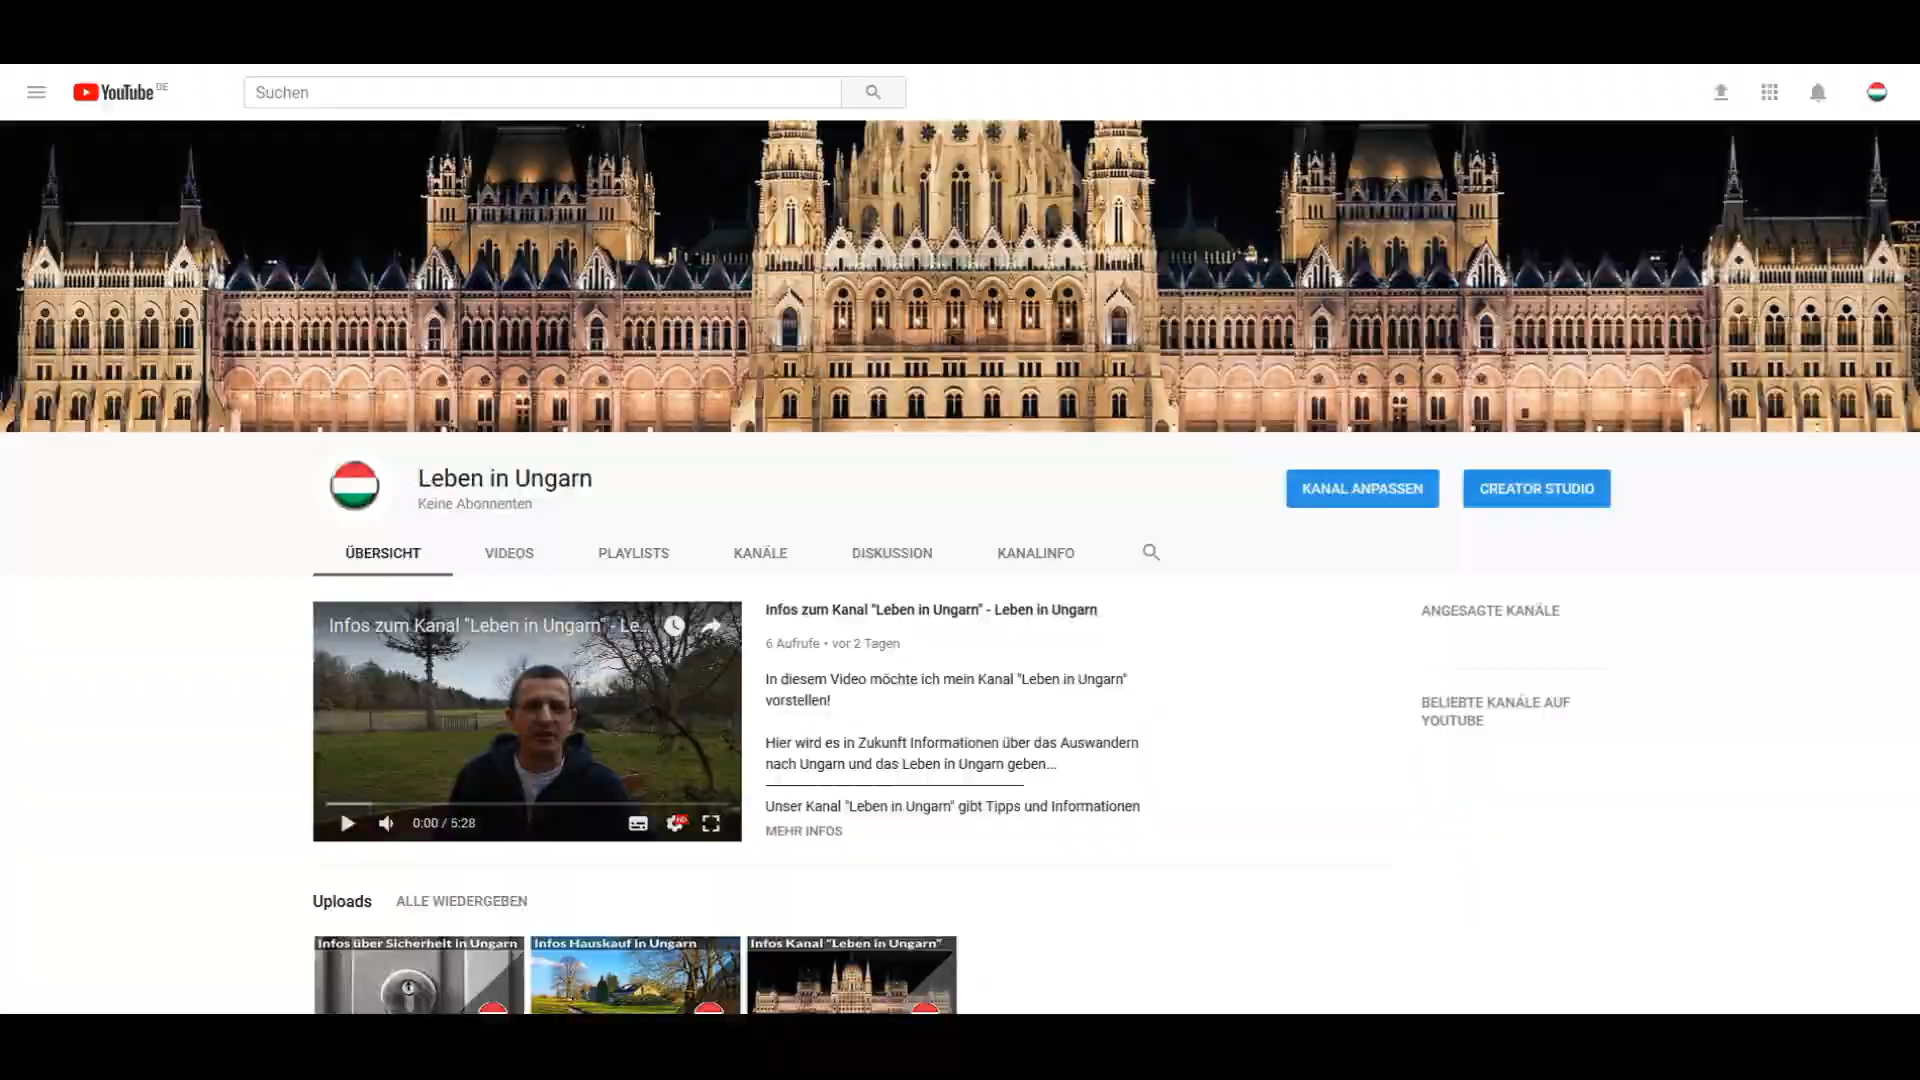 YouTube DE
Suchen
Leben in Ungarn
Keine Abonnenten
KANAL ANPASSEN
CREATOR STUDIO
ÜBERSICHT
VIDEOS
PLAYLISTS
KANÄLE
DISKUSSION
KANALINFO
Infos zum Kanal "Leben in Ungarn" - Le...
0:00 / 5:28
HD
Infos zum Kanal "Leben in Ungarn" - Leben in Ungarn
6 Aufrufe • vor 2 Tagen
In diesem Video möchte ich mein Kanal "Leben in Ungarn"
vorstellen!
Hier wird es in Zukunft Informationen über das Auswandern
nach Ungarn und das Leben in Ungarn geben...
Unser Kanal "Leben in Ungarn" gibt Tipps und Informationen
MEHR INFOS
ANGESAGTE KANÄLE
BELIEBTE KANÄLE AUF
YOUTUBE
Uploads
ALLE WIEDERGEBEN
Infos über Sicherheit in Ungarn
Infos Hauskauf in Ungarn
Infos Kanal "Leben in Ungarn"